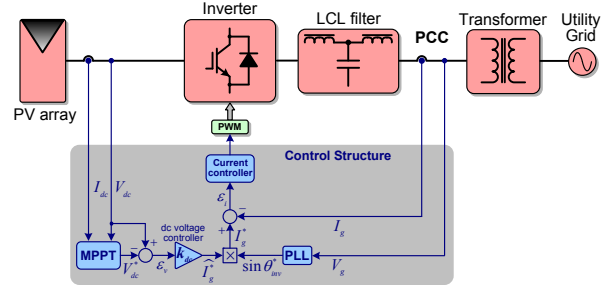 Inverter
LCL filter
Transformer
Utility
Grid
PCC
PV array
PWM
Control Structure
Current
controller
I_dc
V_dc
ε_i
−
+
I_g^*
I_g
dc voltage
controller
MPPT
−
+
V_dc^*
ε_v
k_dc
Î_g^*
×
sin θ_inv^*
PLL
V_g